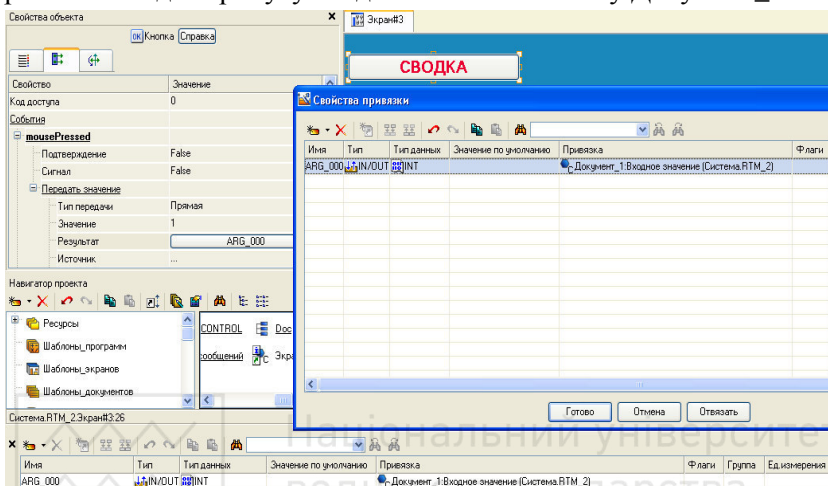 Свойства объекта
Кнопка Справка
Свойство Значение
Код доступа 0
События
mousePressed
Подтверждение False
Сигнал False
Передать значение
Тип передачи Прямая
Значение 1
Результат ARG_000
Источник ...
Экран#3
СВОДКА
Свойства привязки
Имя Тип Тип данных Значение по умолчанию Привязка Флаги
ARG_000 IN/OUT INT Документ_1:Входное значение (Система.RTM_2)
Готово Отмена Отвязать
Навигатор проекта
Ресурсы
Шаблоны_программ
Шаблоны_экранов
Шаблоны_документов
CONTROL Doc
сообщений Экра
Система.RTM_2.Экран#3:26
Національний університе
Имя Тип Тип данных Значение по умолчанию Привязка Флаги Группа Ед.измерения
ARG_000 IN/OUT INT Документ_1:Входное значение (Система.RTM_2)